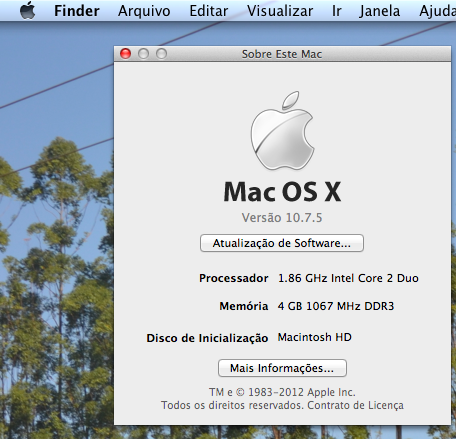 Finder Arquivo Editar Visualizar Ir Janela Ajuda
Sobre Este Mac
Mac OS X
Versão 10.7.5
Atualização de Software...
Processador 1.86 GHz Intel Core 2 Duo
Memória 4 GB 1067 MHz DDR3
Disco de Inicialização Macintosh HD
Mais Informações...
TM e © 1983-2012 Apple Inc.
Todos os direitos reservados. Contrato de Licença